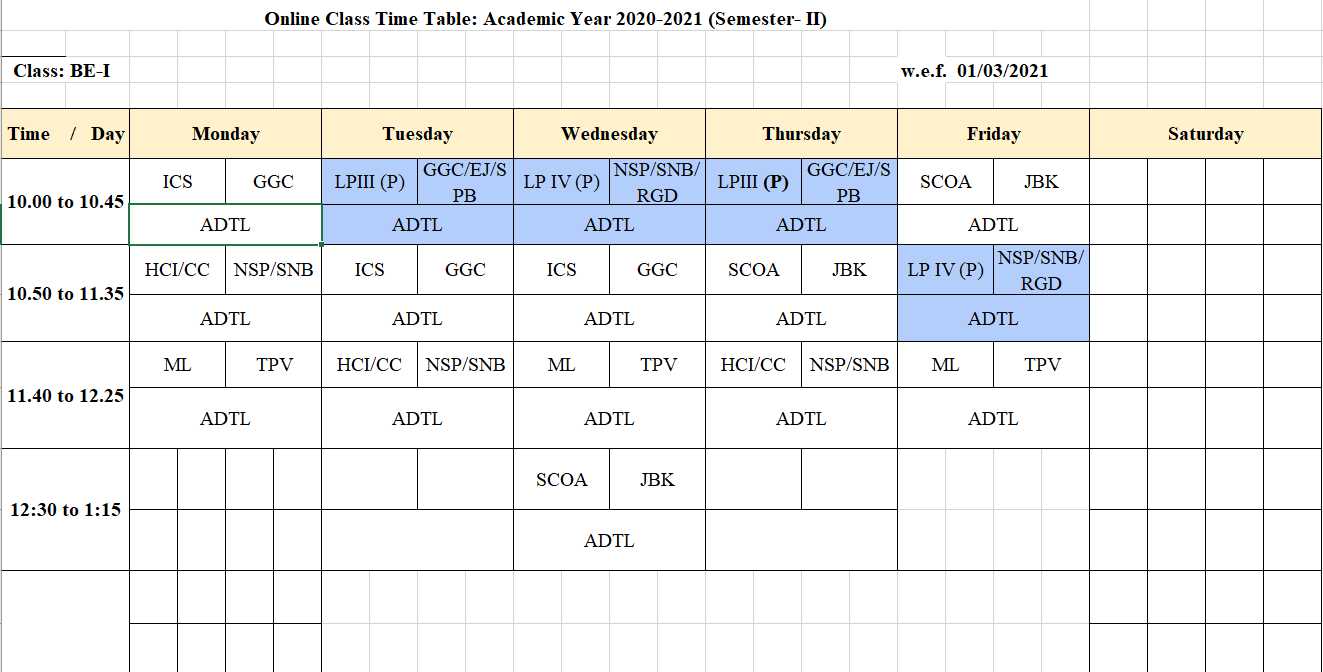 Online Class Time Table: Academic Year 2020-2021 (Semester- II)
Class: BE-I w.e.f. 01/03/2021
Time / Day Monday Tuesday Wednesday Thursday Friday Saturday
10.00 to 10.45 ICS GGC LPIII (P) GGC/EJ/SPB LP IV (P) NSP/SNB/RGD LPIII (P) GGC/EJ/SPB SCOA JBK
ADTL ADTL ADTL ADTL ADTL
10.50 to 11.35 HCI/CC NSP/SNB ICS GGC ICS GGC SCOA JBK LP IV (P) NSP/SNB/RGD
ADTL ADTL ADTL ADTL ADTL
11.40 to 12.25 ML TPV HCI/CC NSP/SNB ML TPV HCI/CC NSP/SNB ML TPV
ADTL ADTL ADTL ADTL ADTL
12:30 to 1:15 SCOA JBK
ADTL